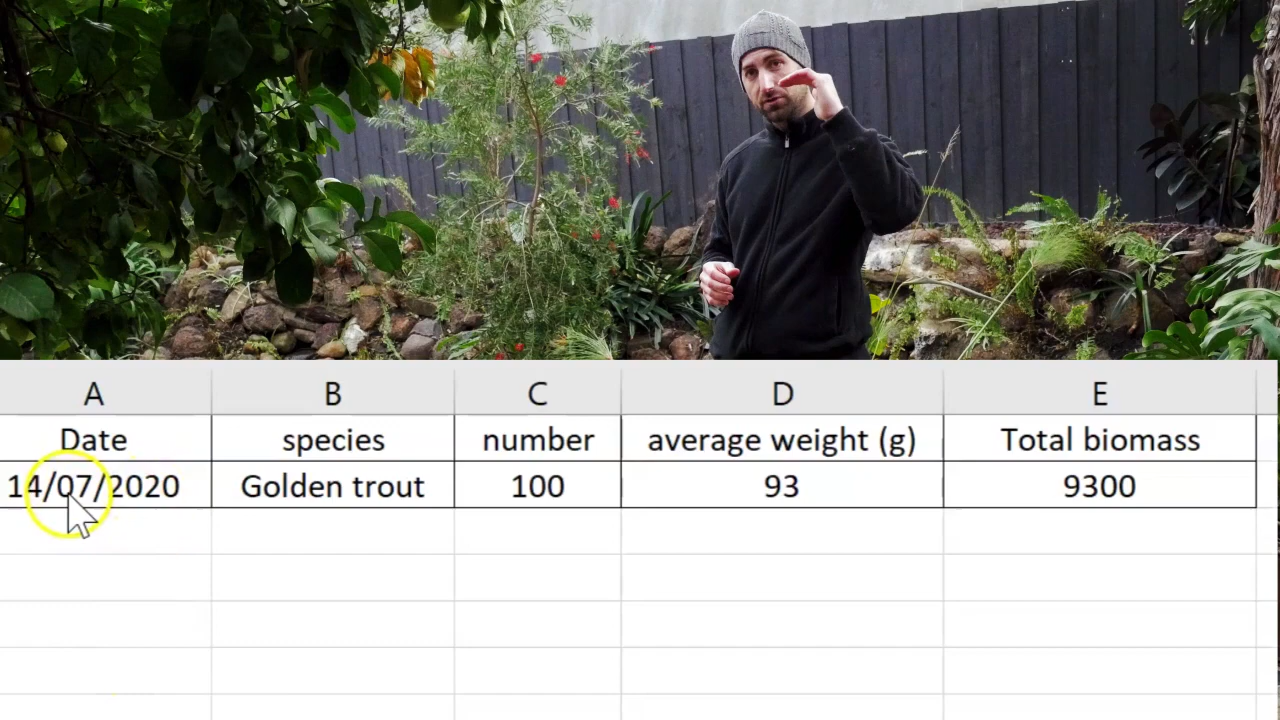 A B C D E
Date species number average weight (g) Total biomass
14/07/2020 Golden trout 100 93 9300